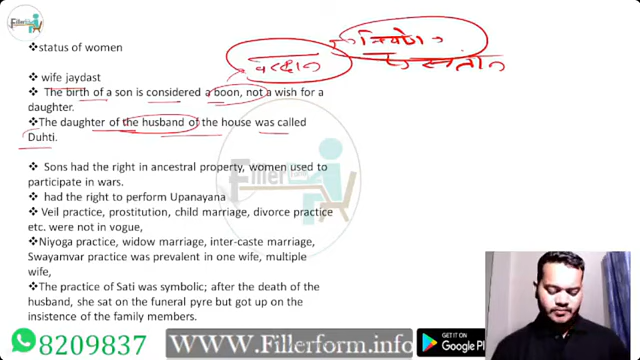 Fillerform
status of women
wife jaydast
The birth of a son is considered a boon, not a wish for a
daughter.
The daughter of the husband of the house was called
Duhti.
Sons had the right in ancestral property, women used to
participate in wars.
had the right to perform Upanayana
Veil practice, prostitution, child marriage, divorce practice
etc. were not in vogue,
Niyoga practice, widow marriage, inter-caste marriage,
Swayamvar practice was prevalent in one wife, multiple
wife,
The practice of Sati was symbolic; after the death of the
husband, she sat on the funeral pyre but got up on the
insistence of the family members.
वरदान
8209837
www.Fillerform.info
GET IT ON
Google Pl